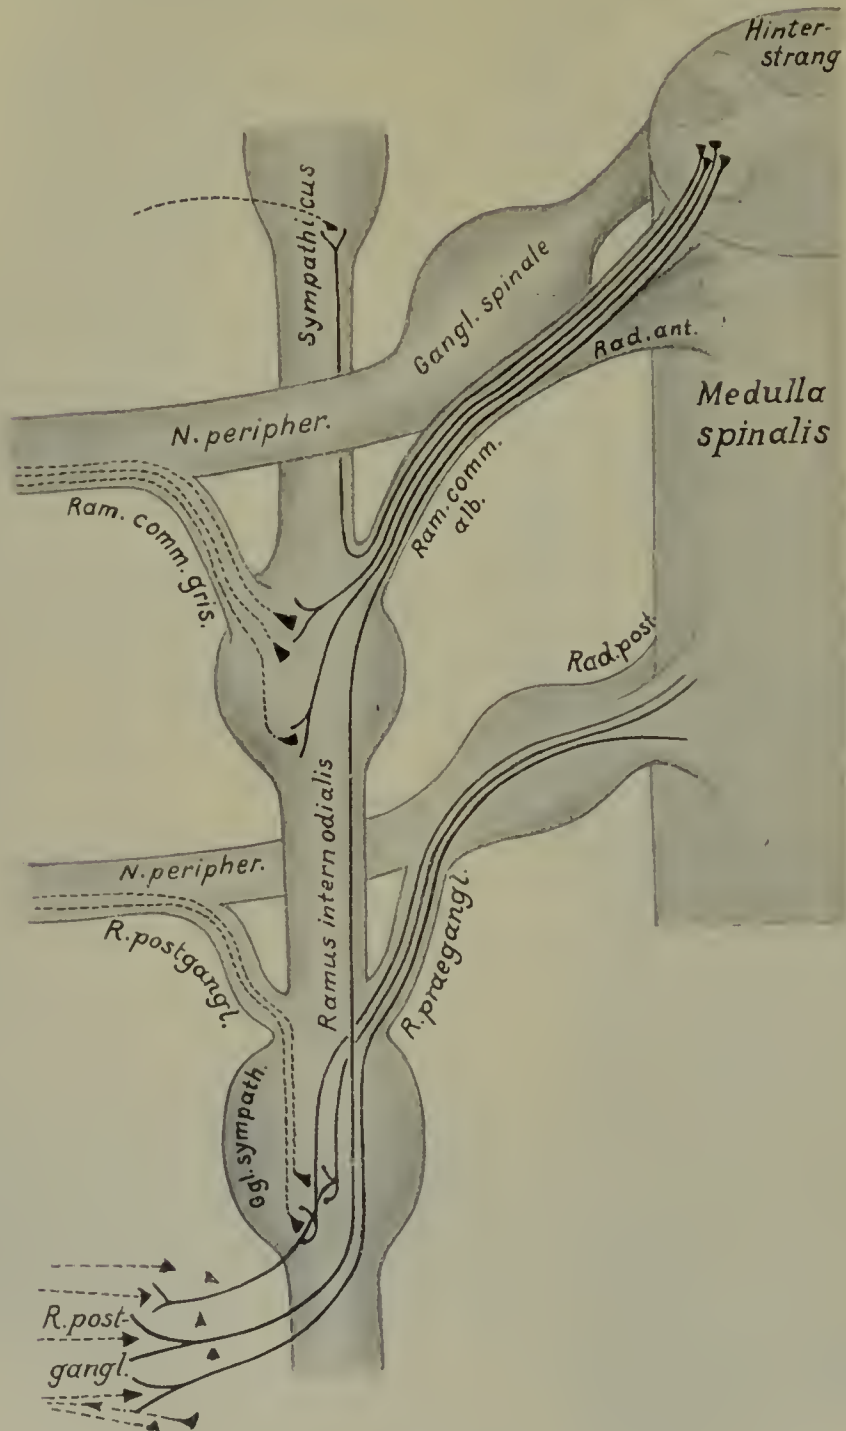 Hinter-
strang
Sympathicus
Gangl. spinale
Rad. ant.
Medulla
spinalis
N. peripher.
Ram. comm. gris.
Ram. comm.
alb.
Rad. post.
Ramus internodialis
N. peripher.
R. postgangl.
R. praegangl.
Ggl. sympath.
R. post-
gangl.